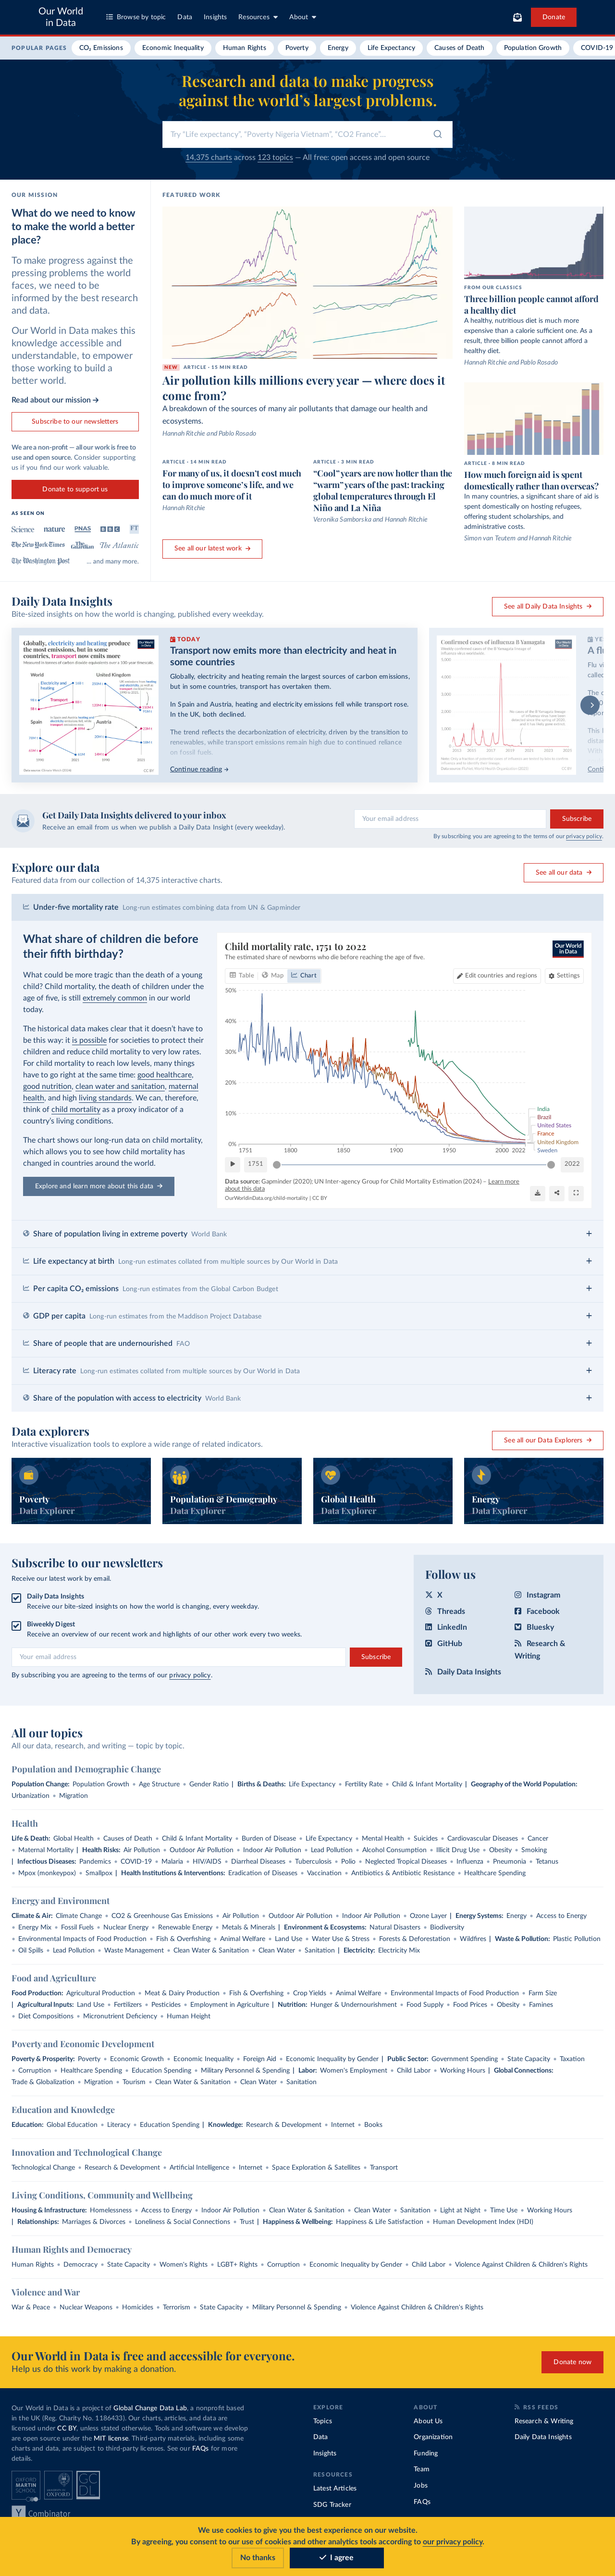 Our World
in Data
Browse by topic
Data
Insights
Resources
About
Donate
POPULAR PAGES
CO₂ Emissions
Economic Inequality
Human Rights
Poverty
Energy
Life Expectancy
Causes of Death
Population Growth
COVID-19
Research and data to make progress
against the world’s largest problems.
Try "Life expectancy", "Poverty Nigeria Vietnam", "CO2 France"...
14,375 charts across 123 topics — All free: open access and open source
OUR MISSION
What do we need to know
to make the world a better
place?
To make progress against the
pressing problems the world
faces, we need to be
informed by the best research
and data.
Our World in Data makes this
knowledge accessible and
understandable, to empower
those working to build a
better world.
Read about our mission
Subscribe to our newsletters
We are a non-profit — all our work is free to
use and open source. Consider supporting
us if you find our work valuable.
Donate to support us
AS SEEN ON
Science
nature
PNAS
BBC
FT
The New York Times
The Guardian
The Atlantic
The Washington Post
... and many more.
FEATURED WORK
NEW ARTICLE • 15 MIN READ
Air pollution kills millions every year — where does it
come from?
A breakdown of the sources of many air pollutants that damage our health and
ecosystems.
Hannah Ritchie and Pablo Rosado
ARTICLE • 14 MIN READ
For many of us, it doesn’t cost much
to improve someone’s life, and we
can do much more of it
Hannah Ritchie
ARTICLE • 3 MIN READ
“Cool” years are now hotter than the
“warm” years of the past: tracking
global temperatures through El
Niño and La Niña
Veronika Samborska and Hannah Ritchie
See all our latest work
FROM OUR CLASSICS
Three billion people cannot afford
a healthy diet
A healthy, nutritious diet is much more
expensive than a calorie sufficient one. As a
result, three billion people cannot afford a
healthy diet.
Hannah Ritchie and Pablo Rosado
ARTICLE • 8 MIN READ
How much foreign aid is spent
domestically rather than overseas?
In many countries, a significant share of aid is
spent domestically on hosting refugees,
offering student scholarships, and
administrative costs.
Simon van Teutem and Hannah Ritchie
Daily Data Insights
Bite-sized insights on how the world is changing, published every weekday.
See all Daily Data Insights
Globally, electricity and heating produce
the most emissions, but in some
countries, transport now emits more
TODAY
Transport now emits more than electricity and heat in
some countries
Globally, electricity and heating remain the largest sources of carbon emissions,
but in some countries, transport has overtaken them.
In Spain and Austria, heating and electricity emissions fell while transport rose.
In the UK, both declined.
The trend reflects the decarbonization of electricity, driven by the transition to
renewables, while transport emissions remain high due to continued reliance
on fossil fuels.
Continue reading
Confirmed cases of influenza B Yamagata
Get Daily Data Insights delivered to your inbox
Receive an email from us when we publish a Daily Data Insight (every weekday).
Your email address
Subscribe
By subscribing you are agreeing to the terms of our privacy policy.
Explore our data
Featured data from our collection of 14,375 interactive charts.
See all our data
Under-five mortality rate Long-run estimates combining data from UN & Gapminder
What share of children die before
their fifth birthday?
What could be more tragic than the death of a young
child? Child mortality, the death of children under the
age of five, is still extremely common in our world
today.
The historical data makes clear that it doesn't have to
be this way: it is possible for societies to protect their
children and reduce child mortality to very low rates.
For child mortality to reach low levels, many things
have to go right at the same time: good healthcare,
good nutrition, clean water and sanitation, maternal
health, and high living standards. We can, therefore,
think of child mortality as a proxy indicator of a
country's living conditions.
The chart shows our long-run data on child mortality,
which allows you to see how child mortality has
changed in countries around the world.
Explore and learn more about this data
Child mortality rate, 1751 to 2022
The estimated share of newborns who die before reaching the age of five.
Our World
in Data
Table
Map
Chart
Edit countries and regions
Settings
50%
40%
30%
20%
10%
0%
1751
1800
1850
1900
1950
2000
2022
India
Brazil
United States
France
United Kingdom
Sweden
1751
2022
Data source: Gapminder (2020); UN Inter-agency Group for Child Mortality Estimation (2024) – Learn more
about this data
OurWorldinData.org/child-mortality | CC BY
Share of population living in extreme poverty World Bank
Life expectancy at birth Long-run estimates collated from multiple sources by Our World in Data
Per capita CO₂ emissions Long-run estimates from the Global Carbon Budget
GDP per capita Long-run estimates from the Maddison Project Database
Share of people that are undernourished FAO
Literacy rate Long-run estimates collated from multiple sources by Our World in Data
Share of the population with access to electricity World Bank
Data explorers
Interactive visualization tools to explore a wide range of related indicators.
See all our Data Explorers
Poverty
Data Explorer
Population & Demography
Data Explorer
Global Health
Data Explorer
Energy
Data Explorer
Subscribe to our newsletters
Receive our latest work by email.
Daily Data Insights
Receive our bite-sized insights on how the world is changing, every weekday.
Biweekly Digest
Receive an overview of our recent work and highlights of our other work every two weeks.
Your email address
Subscribe
By subscribing you are agreeing to the terms of our privacy policy.
Follow us
X
Threads
LinkedIn
GitHub
Daily Data Insights
Instagram
Facebook
Bluesky
Research &
Writing
All our topics
All our data, research, and writing — topic by topic.
Population and Demographic Change
Population Change: Population Growth • Age Structure • Gender Ratio | Births & Deaths: Life Expectancy • Fertility Rate • Child & Infant Mortality | Geography of the World Population:
Urbanization • Migration
Health
Life & Death: Global Health • Causes of Death • Child & Infant Mortality • Burden of Disease • Life Expectancy • Mental Health • Suicides • Cardiovascular Diseases • Cancer
• Maternal Mortality | Health Risks: Air Pollution • Outdoor Air Pollution • Indoor Air Pollution • Lead Pollution • Alcohol Consumption • Illicit Drug Use • Obesity • Smoking
| Infectious Diseases: Pandemics • COVID-19 • Malaria • HIV/AIDS • Diarrheal Diseases • Tuberculosis • Polio • Neglected Tropical Diseases • Influenza • Pneumonia • Tetanus
• Mpox (monkeypox) • Smallpox | Health Institutions & Interventions: Eradication of Diseases • Vaccination • Antibiotics & Antibiotic Resistance • Healthcare Spending
Energy and Environment
Climate & Air: Climate Change • CO2 & Greenhouse Gas Emissions • Air Pollution • Outdoor Air Pollution • Indoor Air Pollution • Ozone Layer | Energy Systems: Energy • Access to Energy
• Energy Mix • Fossil Fuels • Nuclear Energy • Renewable Energy • Metals & Minerals | Environment & Ecosystems: Natural Disasters • Biodiversity
• Environmental Impacts of Food Production • Fish & Overfishing • Animal Welfare • Land Use • Water Use & Stress • Forests & Deforestation • Wildfires | Waste & Pollution: Plastic Pollution
• Oil Spills • Lead Pollution • Waste Management • Clean Water & Sanitation • Clean Water • Sanitation | Electricity: Electricity Mix
Food and Agriculture
Food Production: Agricultural Production • Meat & Dairy Production • Fish & Overfishing • Crop Yields • Animal Welfare • Environmental Impacts of Food Production • Farm Size
| Agricultural Inputs: Land Use • Fertilizers • Pesticides • Employment in Agriculture | Nutrition: Hunger & Undernourishment • Food Supply • Food Prices • Obesity • Famines
• Diet Compositions • Micronutrient Deficiency • Human Height
Poverty and Economic Development
Poverty & Prosperity: Poverty • Economic Growth • Economic Inequality • Foreign Aid • Economic Inequality by Gender | Public Sector: Government Spending • State Capacity • Taxation
• Corruption • Healthcare Spending • Education Spending • Military Personnel & Spending | Labor: Women's Employment • Child Labor • Working Hours | Global Connections:
Trade & Globalization • Migration • Tourism • Clean Water & Sanitation • Clean Water • Sanitation
Education and Knowledge
Education: Global Education • Literacy • Education Spending | Knowledge: Research & Development • Internet • Books
Innovation and Technological Change
Technological Change • Research & Development • Artificial Intelligence • Internet • Space Exploration & Satellites • Transport
Living Conditions, Community and Wellbeing
Housing & Infrastructure: Homelessness • Access to Energy • Indoor Air Pollution • Clean Water & Sanitation • Clean Water • Sanitation • Light at Night • Time Use • Working Hours
| Relationships: Marriages & Divorces • Loneliness & Social Connections • Trust | Happiness & Wellbeing: Happiness & Life Satisfaction • Human Development Index (HDI)
Human Rights and Democracy
Human Rights • Democracy • State Capacity • Women's Rights • LGBT+ Rights • Corruption • Economic Inequality by Gender • Child Labor • Violence Against Children & Children's Rights
Violence and War
War & Peace • Nuclear Weapons • Homicides • Terrorism • State Capacity • Military Personnel & Spending • Violence Against Children & Children's Rights
Our World in Data is free and accessible for everyone.
Help us do this work by making a donation.
Donate now
Our World in Data is a project of Global Change Data Lab, a nonprofit based
in the UK (Reg. Charity No. 1186433). Our charts, articles, and data are
licensed under CC BY, unless stated otherwise. Tools and software we develop
are open source under the MIT license. Third-party materials, including some
charts and data, are subject to third-party licenses. See our FAQs for more
details.
OXFORD
MARTIN
SCHOOL
UNIVERSITY OF
OXFORD
GC
DL
Y Combinator
EXPLORE
Topics
Data
Insights
RESOURCES
Latest Articles
SDG Tracker
ABOUT
About Us
Organization
Funding
Team
Jobs
FAQs
RSS FEEDS
Research & Writing
Daily Data Insights
We use cookies to give you the best experience on our website.
By agreeing, you consent to our use of cookies and other analytics tools according to our privacy policy.
No thanks
I agree